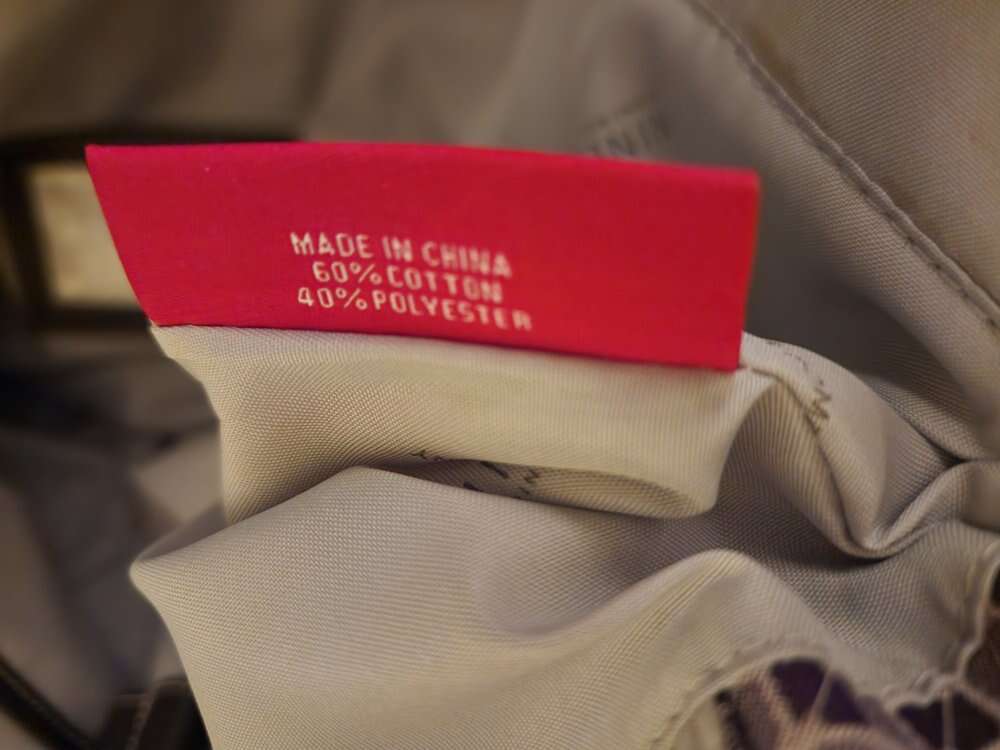 MADE IN CHINA
60% COTTON
40% POLYESTER